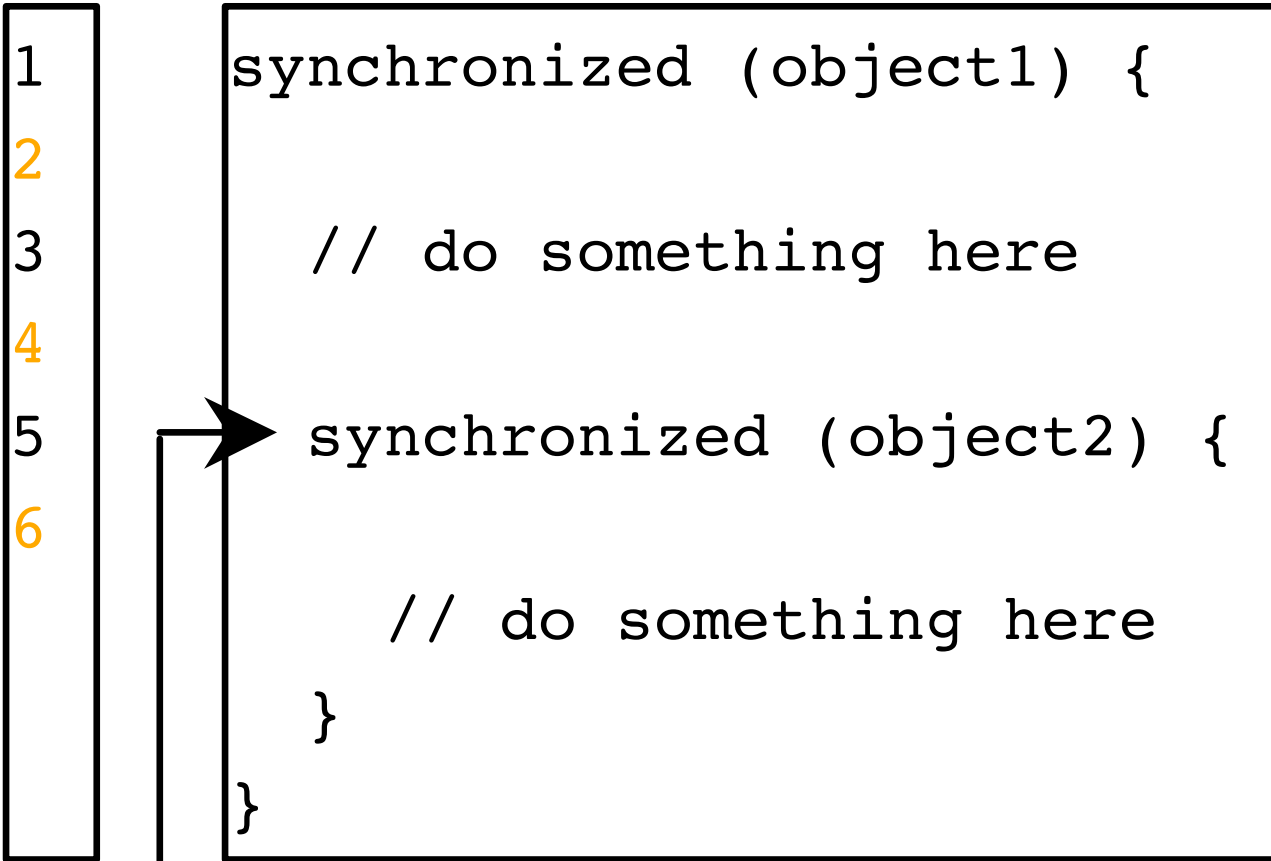 1 synchronized (object1) {
2
3 // do something here
4
5 synchronized (object2) {
6
// do something here
}
}